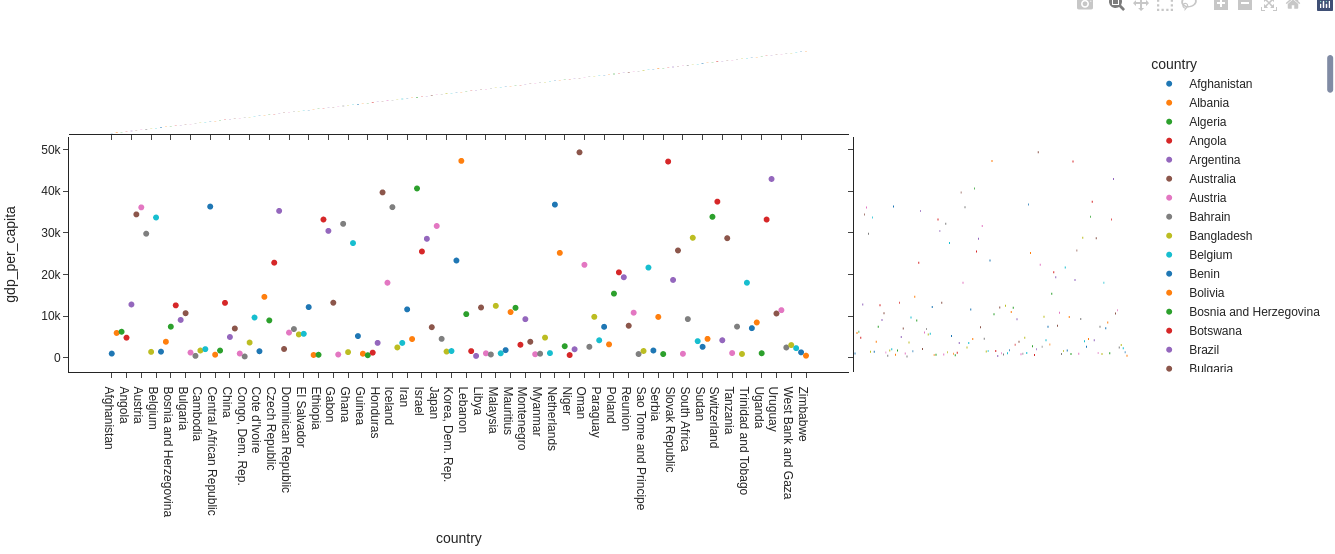 country
Afghanistan
Albania
Algeria
Angola
Argentina
Australia
Austria
Bahrain
Bangladesh
Belgium
Benin
Bolivia
Bosnia and Herzegovina
Botswana
Brazil
Bulgaria
gdp_per_capita
50k
40k
30k
20k
10k
0
Afghanistan
Angola
Austria
Belgium
Bosnia and Herzegovina
Bulgaria
Cambodia
Central African Republic
China
Congo, Dem. Rep.
Cote d'Ivoire
Czech Republic
Dominican Republic
El Salvador
Ethiopia
Gabon
Ghana
Guinea
Honduras
Iceland
Iran
Israel
Japan
Korea, Dem. Rep.
Lebanon
Libya
Malaysia
Mauritius
Montenegro
Myanmar
Netherlands
Niger
Oman
Paraguay
Poland
Reunion
Sao Tome and Principe
Serbia
Slovak Republic
South Africa
Sudan
Switzerland
Tanzania
Trinidad and Tobago
Uganda
Uruguay
West Bank and Gaza
Zimbabwe
country